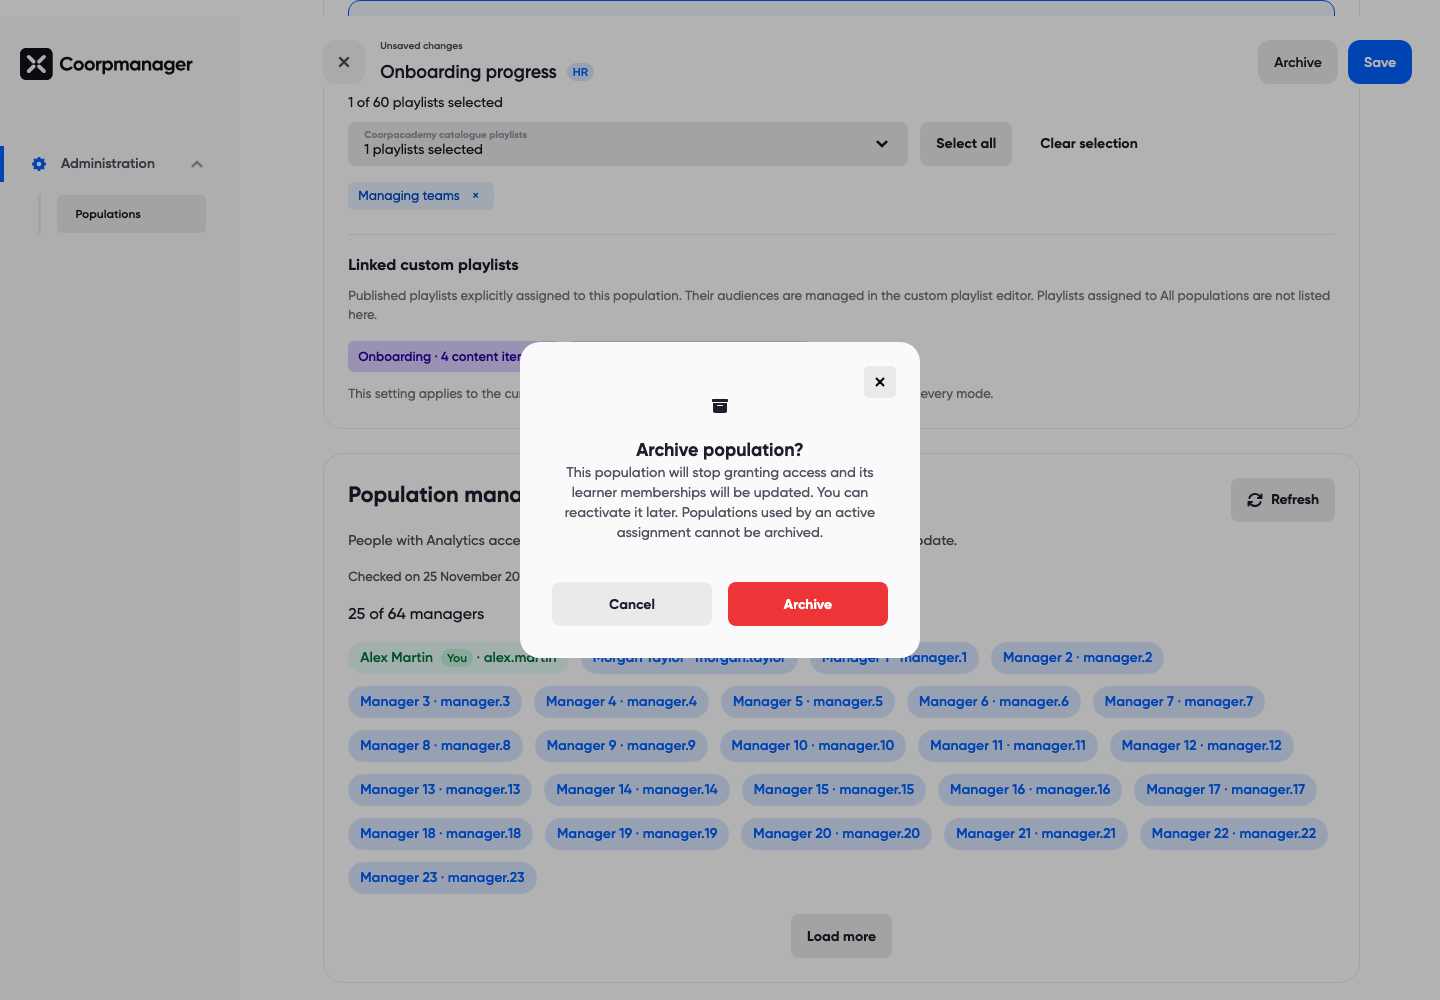 Coorpmanager
Administration
Populations
Unsaved changes
Onboarding progress HR
Archive
Save
1 of 60 playlists selected
Coorpacademy catalogue playlists
1 playlists selected
Select all
Clear selection
Managing teams ×
Linked custom playlists
Published playlists explicitly assigned to this population. Their audiences are managed in the custom playlist editor. Playlists assigned to All populations are not listed
here.
Onboarding · 4 content
This setting applies to the
every mode.
Archive population?
This population will stop granting access and its
learner memberships will be updated. You can
reactivate it later. Populations used by an active
assignment cannot be archived.
Cancel
Archive
Population
Refresh
People with Analytics
Checked on 25 November
25 of 64 managers
Alex Martin You · alex.martin
Morgan Taylor · morgan.taylor
Manager 1 · manager.1
Manager 2 · manager.2
Manager 3 · manager.3
Manager 4 · manager.4
Manager 5 · manager.5
Manager 6 · manager.6
Manager 7 · manager.7
Manager 8 · manager.8
Manager 9 · manager.9
Manager 10 · manager.10
Manager 11 · manager.11
Manager 12 · manager.12
Manager 13 · manager.13
Manager 14 · manager.14
Manager 15 · manager.15
Manager 16 · manager.16
Manager 17 · manager.17
Manager 18 · manager.18
Manager 19 · manager.19
Manager 20 · manager.20
Manager 21 · manager.21
Manager 22 · manager.22
Manager 23 · manager.23
Load more